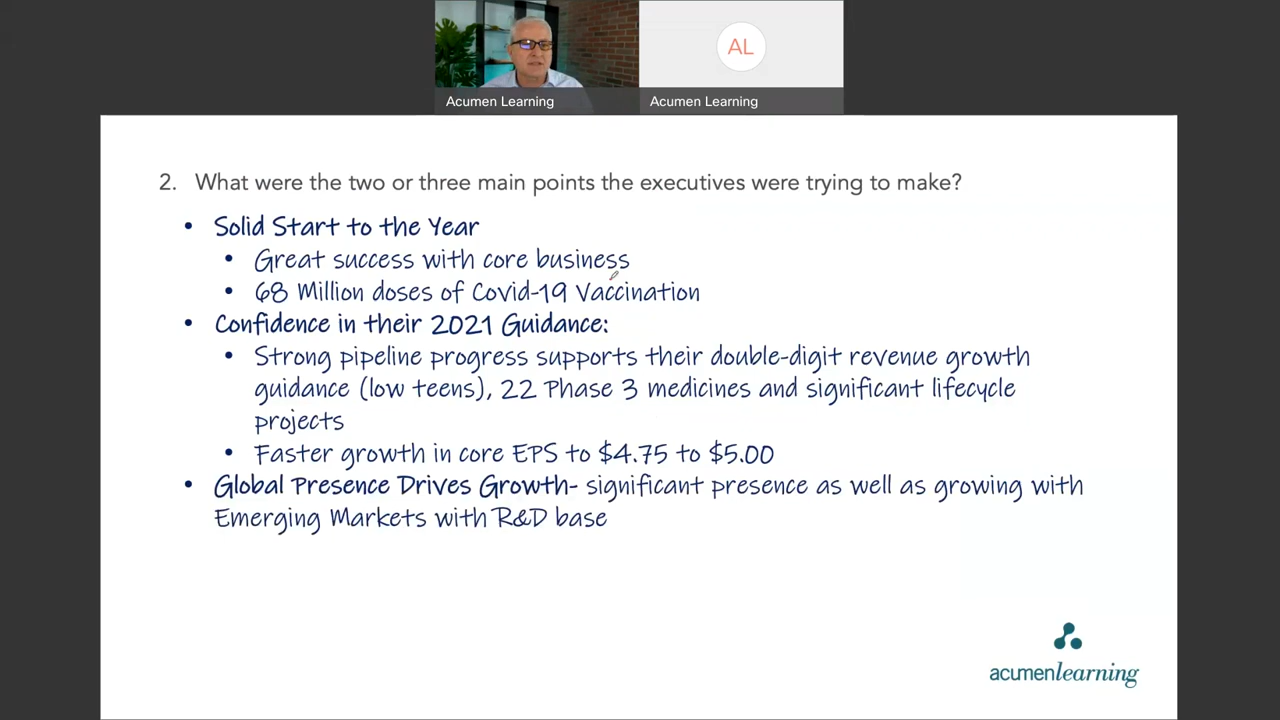 AL
Acumen Learning
Acumen Learning
2. What were the two or three main points the executives were trying to make?
• Solid Start to the Year
• Great success with core business
• 68 Million doses of Covid-19 Vaccination
• Confidence in their 2021 Guidance:
• Strong pipeline progress supports their double-digit revenue growth
guidance (low teens), 22 Phase 3 medicines and significant lifecycle
projects
• Faster growth in core EPS to $4.75 to $5.00
• Global Presence Drives Growth- significant presence as well as growing with
Emerging Markets with R&D base
acumenlearning